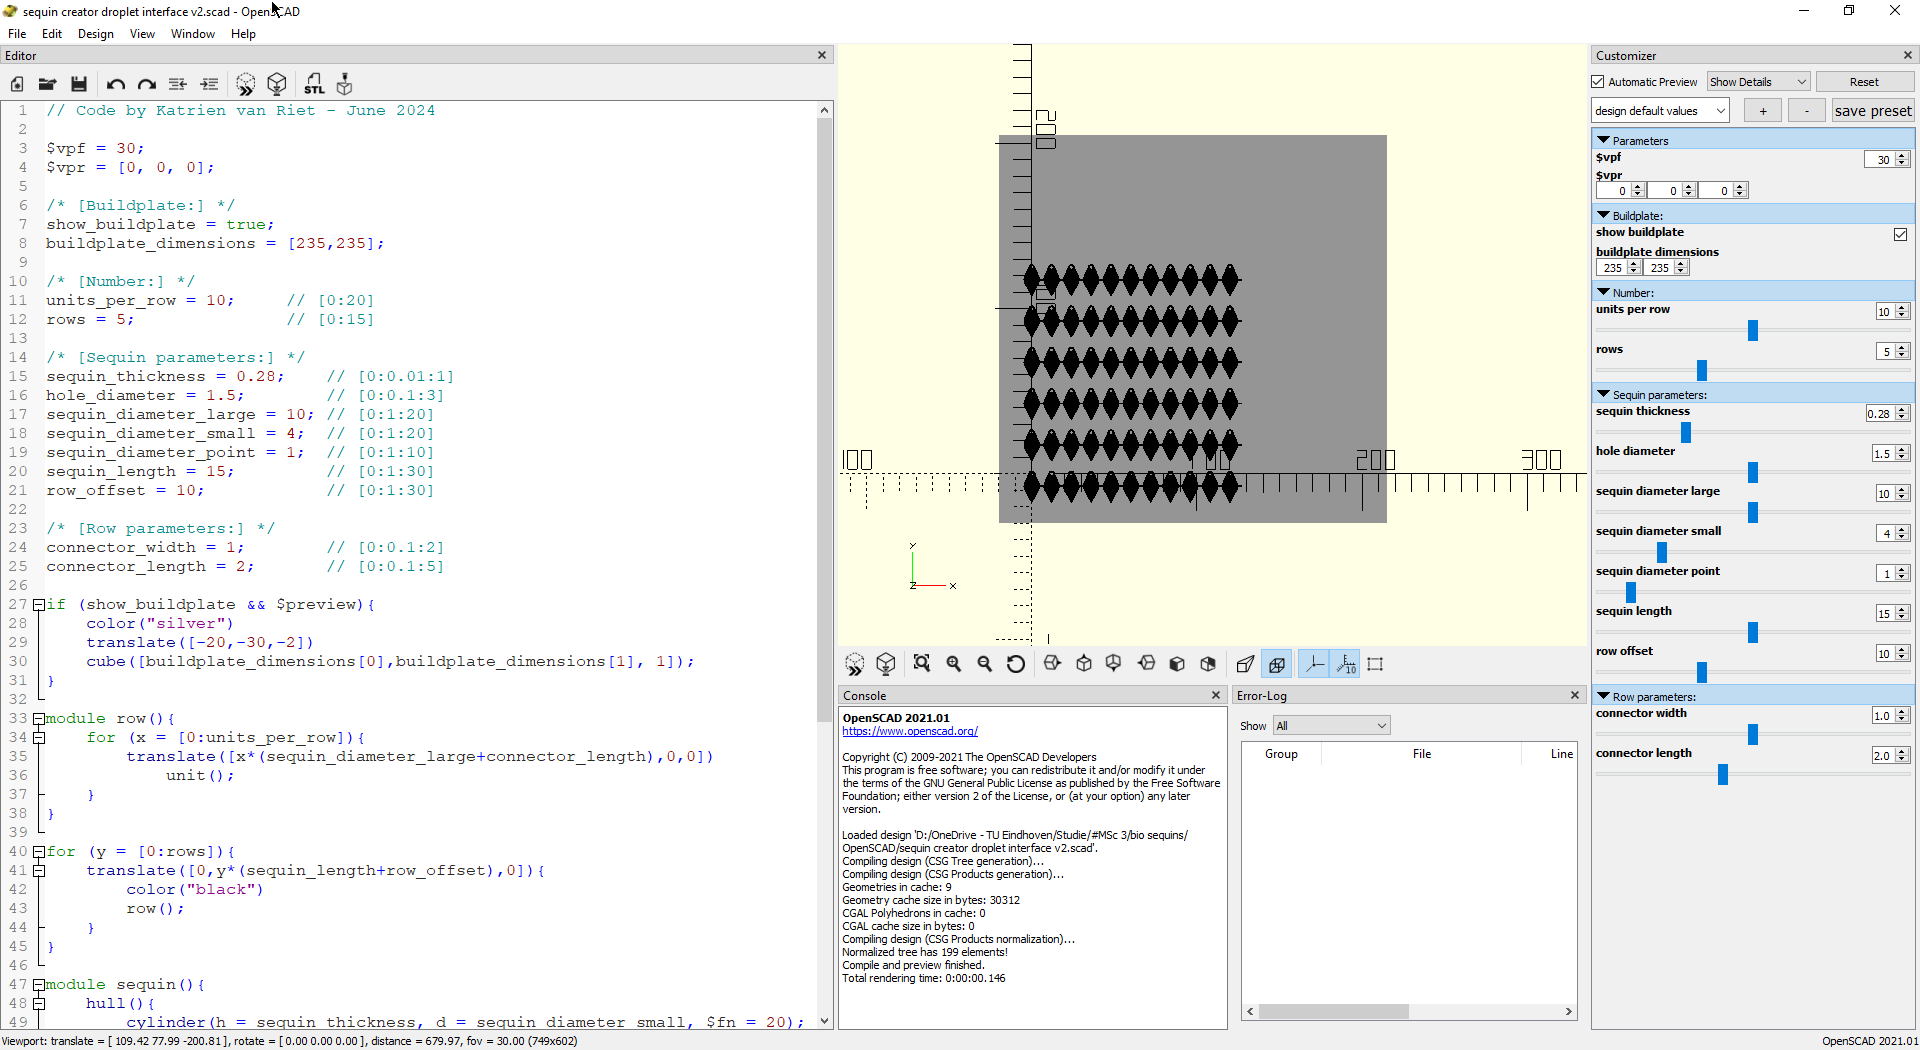 sequin creator droplet interface v2.scad - OpenSCAD
File Edit Design View Window Help
Editor
STL
1 // Code by Katrien van Riet - June 2024
2
3 $vpf = 30;
4 $vpr = [0, 0, 0];
5
6 /* [Buildplate:] */
7 show_buildplate = true;
8 buildplate_dimensions = [235,235];
9
10 /* [Number:] */
11 units_per_row = 10; // [0:20]
12 rows = 5; // [0:15]
13
14 /* [Sequin parameters:] */
15 sequin_thickness = 0.28; // [0:0.01:1]
16 hole_diameter = 1.5; // [0:0.1:3]
17 sequin_diameter_large = 10; // [0:1:20]
18 sequin_diameter_small = 4; // [0:1:20]
19 sequin_diameter_point = 1; // [0:1:10]
20 sequin_length = 15; // [0:1:30]
21 row_offset = 10; // [0:1:30]
22
23 /* [Row parameters:] */
24 connector_width = 1; // [0:0.1:2]
25 connector_length = 2; // [0:0.1:5]
26
27 if (show_buildplate && $preview){
28 color("silver")
29 translate([-20,-30,-2])
30 cube([buildplate_dimensions[0],buildplate_dimensions[1], 1]);
31 }
32
33 module row(){
34 for (x = [0:units_per_row]){
35 translate([x*(sequin_diameter_large+connector_length),0,0])
36 unit();
37 }
38 }
39
40 for (y = [0:rows]){
41 translate([0,y*(sequin_length+row_offset),0]){
42 color("black")
43 row();
44 }
45 }
46
47 module sequin(){
48 hull(){
49 cylinder(h = sequin_thickness, d = sequin_diameter_small, $fn = 20);
200
100
200
300
Y
Z X
10
Console
OpenSCAD 2021.01
https://www.openscad.org/
Copyright (C) 2009-2021 The OpenSCAD Developers
This program is free software; you can redistribute it and/or modify it under
the terms of the GNU General Public License as published by the Free Software
Foundation; either version 2 of the License, or (at your option) any later
version.
Loaded design 'D:/OneDrive - TU Eindhoven/Studie/#MSc 3/bio sequins/
OpenSCAD/sequin creator droplet interface v2.scad'.
Compiling design (CSG Tree generation)...
Compiling design (CSG Products generation)...
Geometries in cache: 9
Geometry cache size in bytes: 30312
CGAL Polyhedrons in cache: 0
CGAL cache size in bytes: 0
Compiling design (CSG Products normalization)...
Normalized tree has 199 elements!
Compile and preview finished.
Total rendering time: 0:00:00.146
Error-Log
Show All
Group File Line
Customizer
Automatic Preview Show Details Reset
design default values + - save preset
Parameters
$vpf
30
$vpr
0 0 0
Buildplate:
show buildplate
buildplate dimensions
235 235
Number:
units per row
10
rows
5
Sequin parameters:
sequin thickness
0.28
hole diameter
1.5
sequin diameter large
10
sequin diameter small
4
sequin diameter point
1
sequin length
15
row offset
10
Row parameters:
connector width
1.0
connector length
2.0
Viewport: translate = [ 109.42 77.99 -200.81 ], rotate = [ 0.00 0.00 0.00 ], distance = 679.97, fov = 30.00 (749x602)
OpenSCAD 2021.01